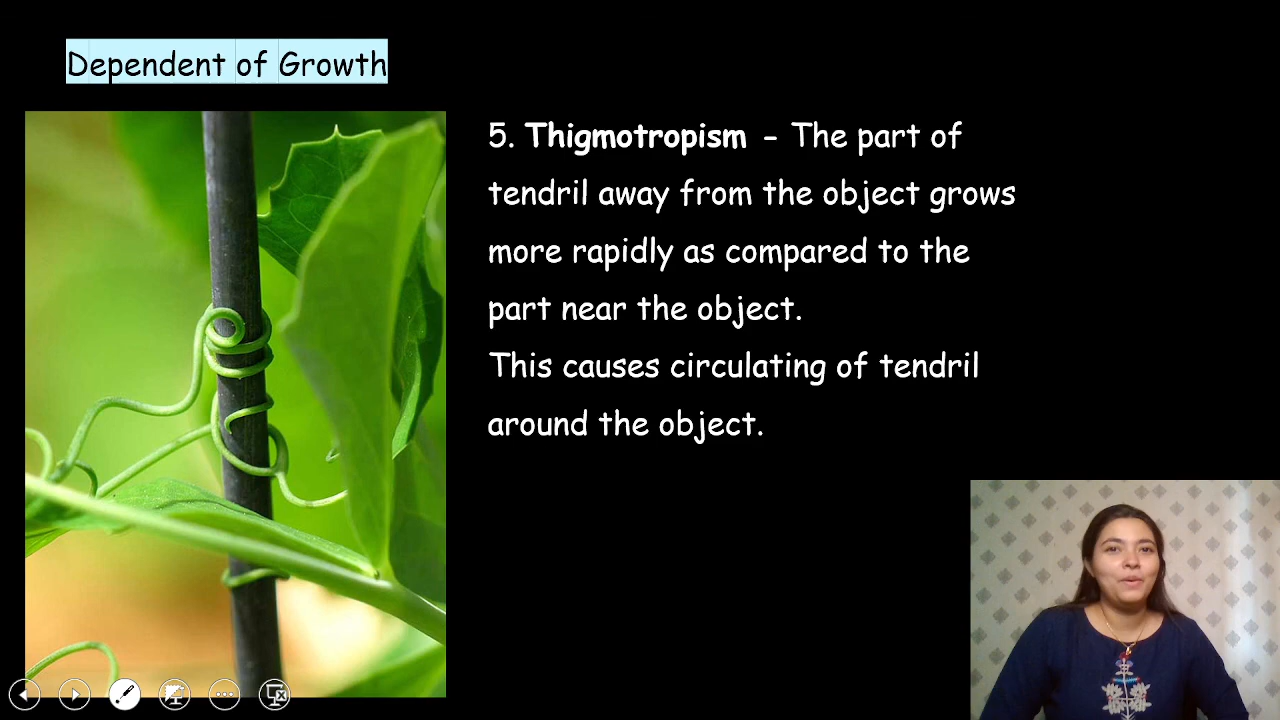 Dependent of Growth
5. Thigmotropism - The part of
tendril away from the object grows
more rapidly as compared to the
part near the object.
This causes circulating of tendril
around the object.